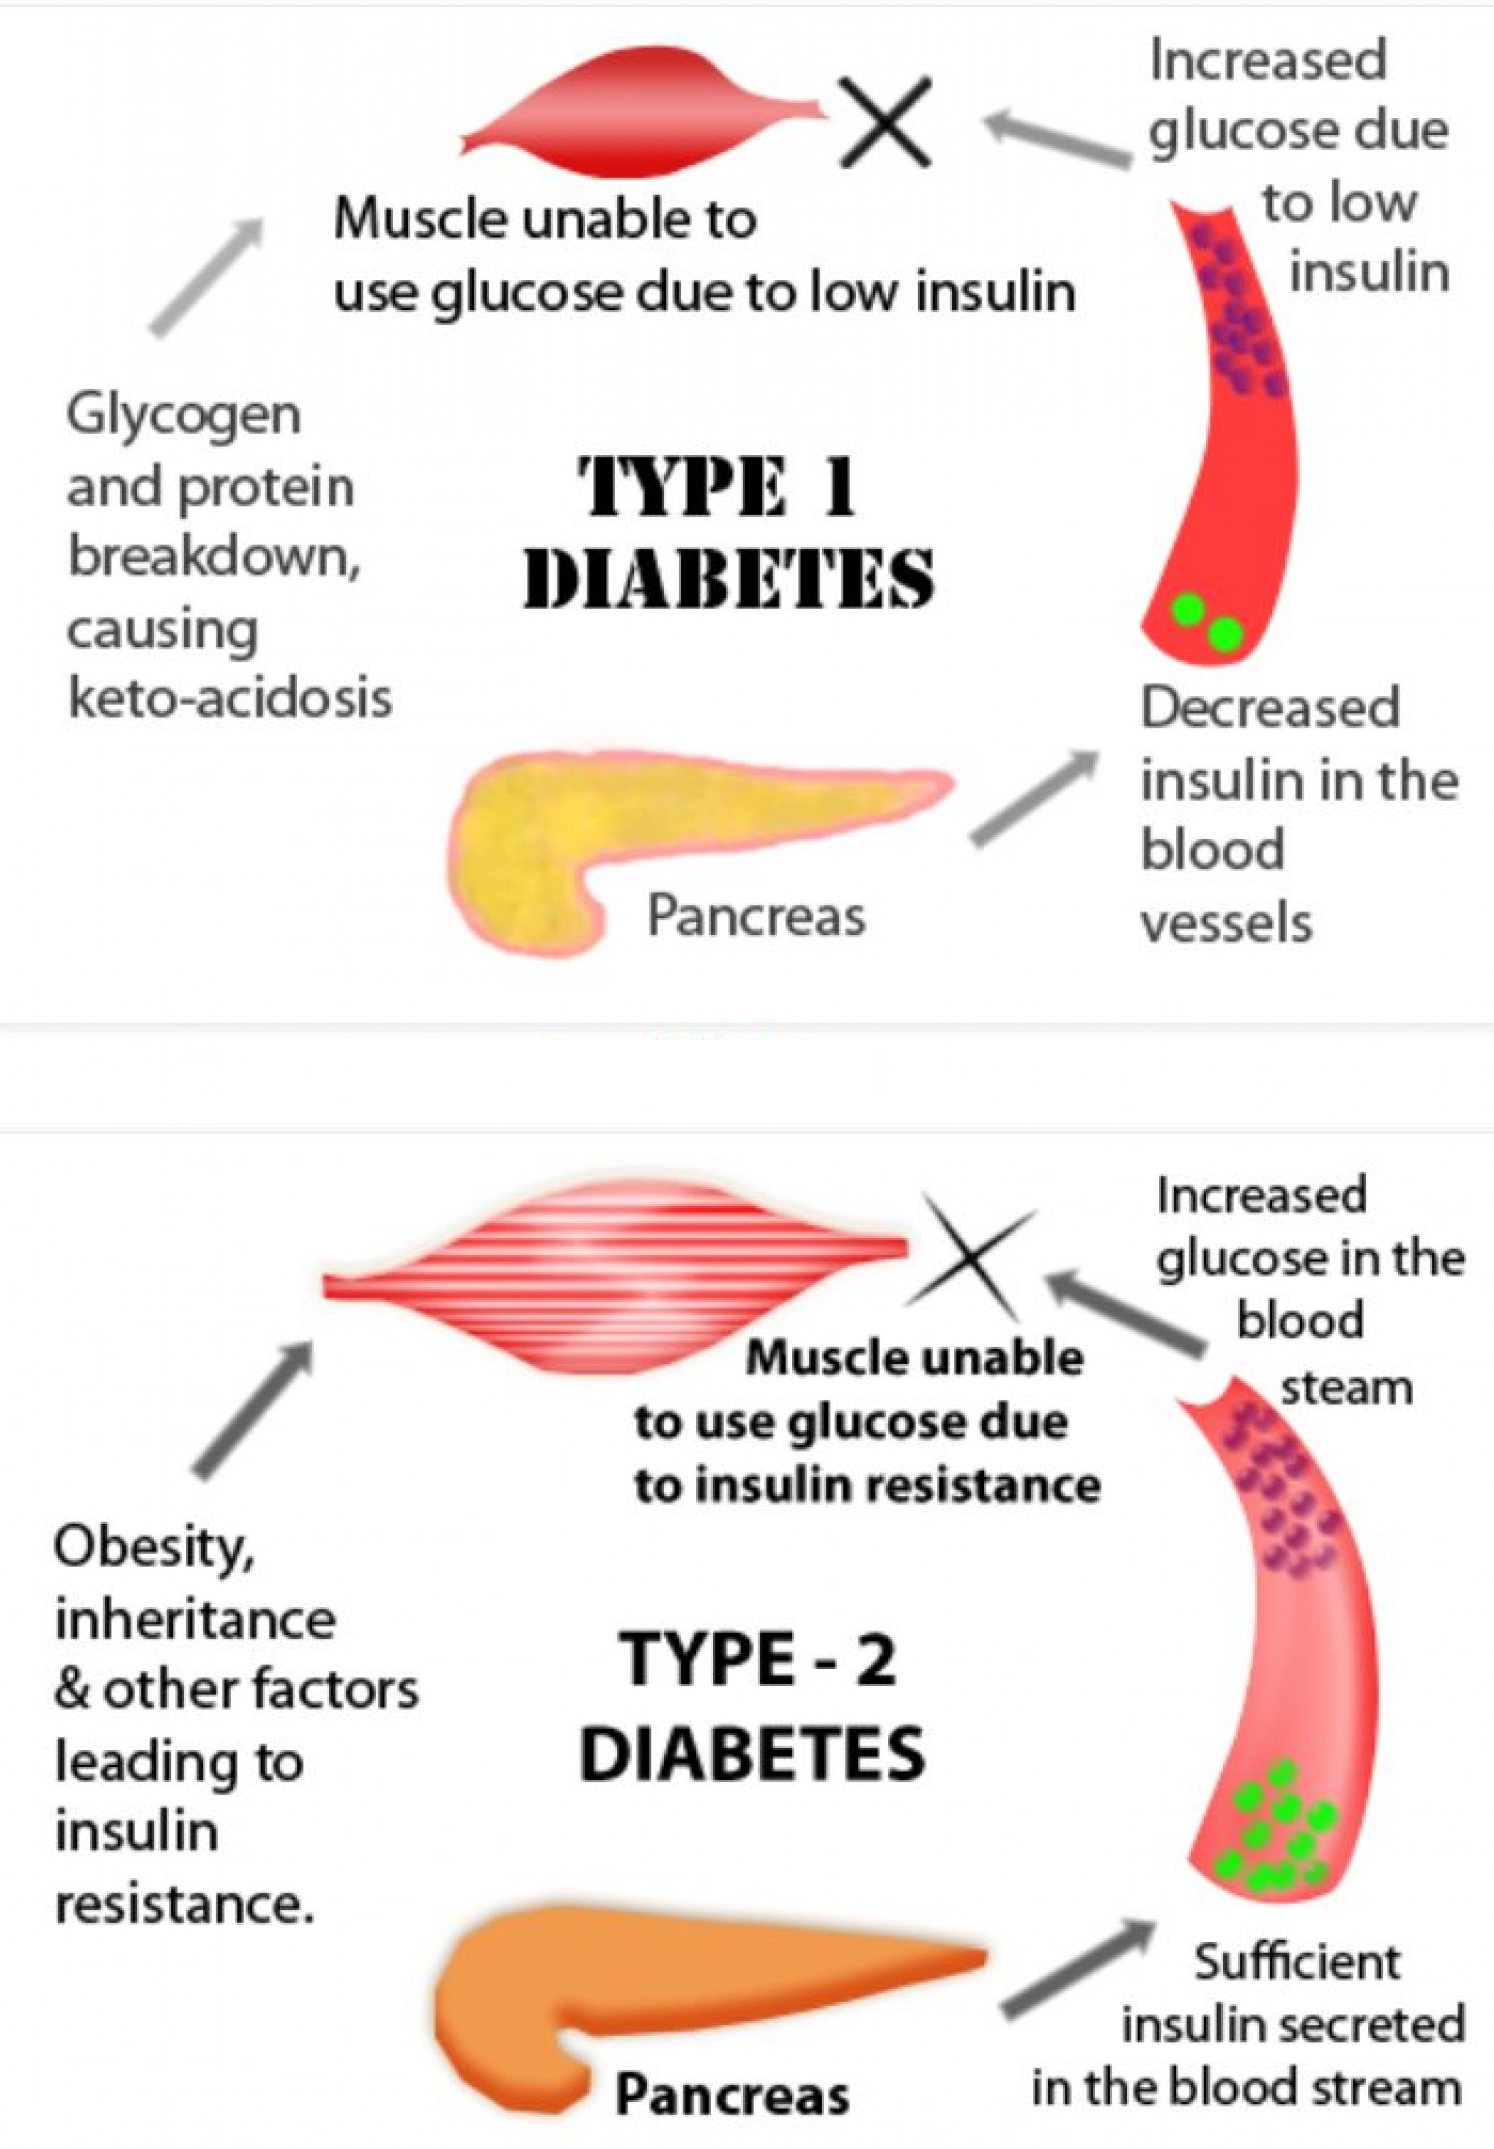 Increased
glucose due
to low
insulin
Muscle unable to
use glucose due to low insulin
Glycogen
and protein
breakdown,
causing
keto-acidosis
TYPE 1
DIABETES
Decreased
insulin in the
blood
vessels
Pancreas
Increased
glucose in the
blood
steam
Muscle unable
to use glucose due
to insulin resistance
Obesity,
inheritance
& other factors
leading to
insulin
resistance.
TYPE - 2
DIABETES
Sufficient
insulin secreted
in the blood stream
Pancreas